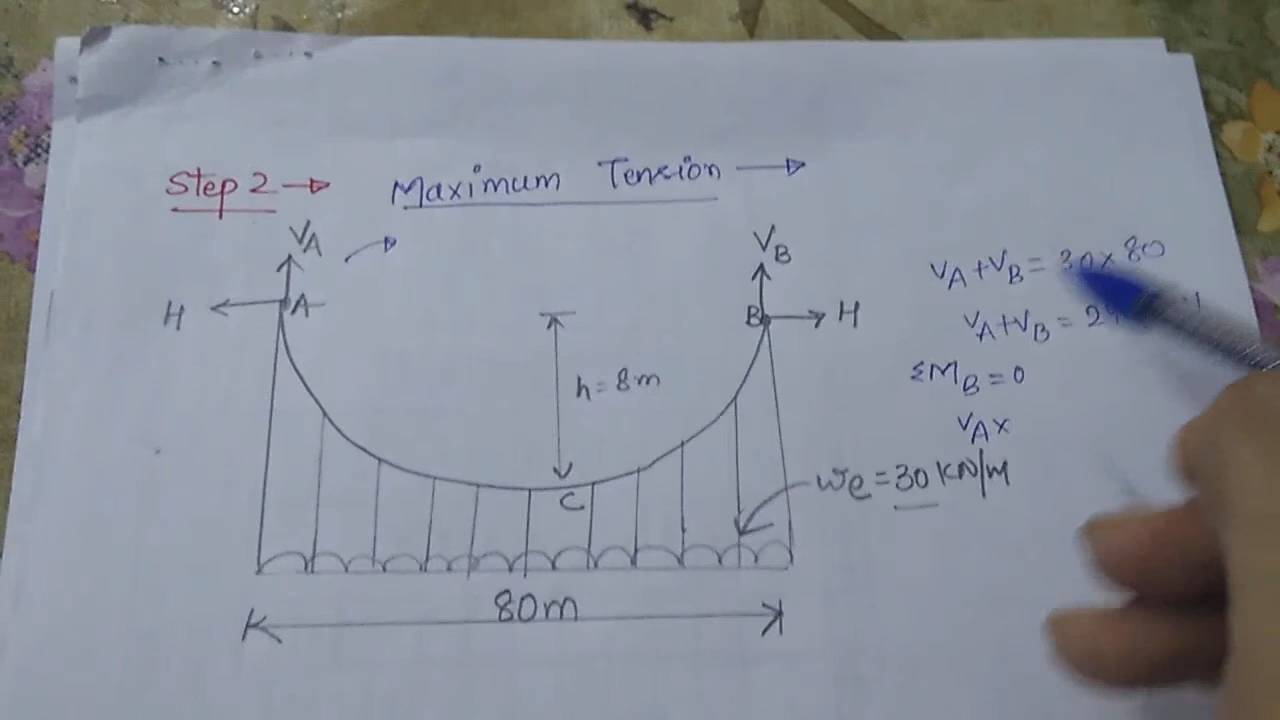 Step 2 → Maximum Tension →
VA
VB
H
A
B
H
h = 8m
C
80m
VA + VB = 30 × 80
VA + VB =
ΣMB = 0
VA ×
we = 30 KN/m